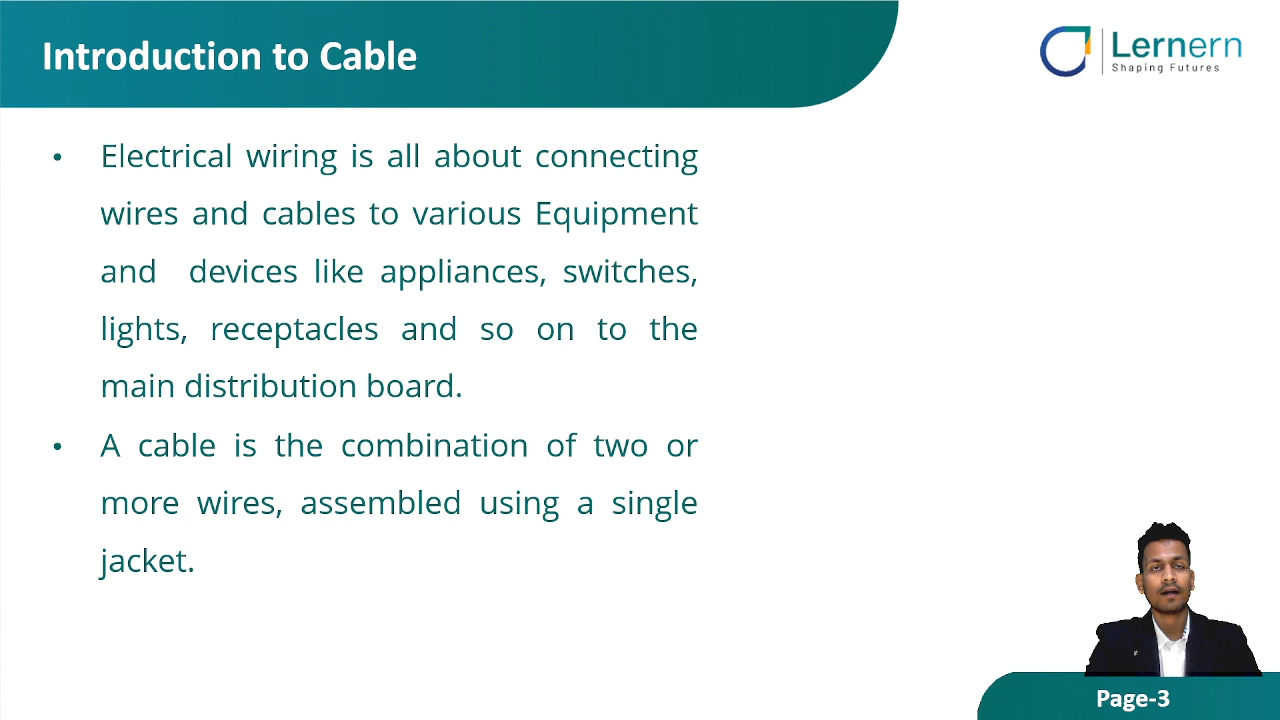 Introduction to Cable
Lernern
Shaping Futures
• Electrical wiring is all about connecting
wires and cables to various Equipment
and devices like appliances, switches,
lights, receptacles and so on to the
main distribution board.
• A cable is the combination of two or
more wires, assembled using a single
jacket.
Page-3